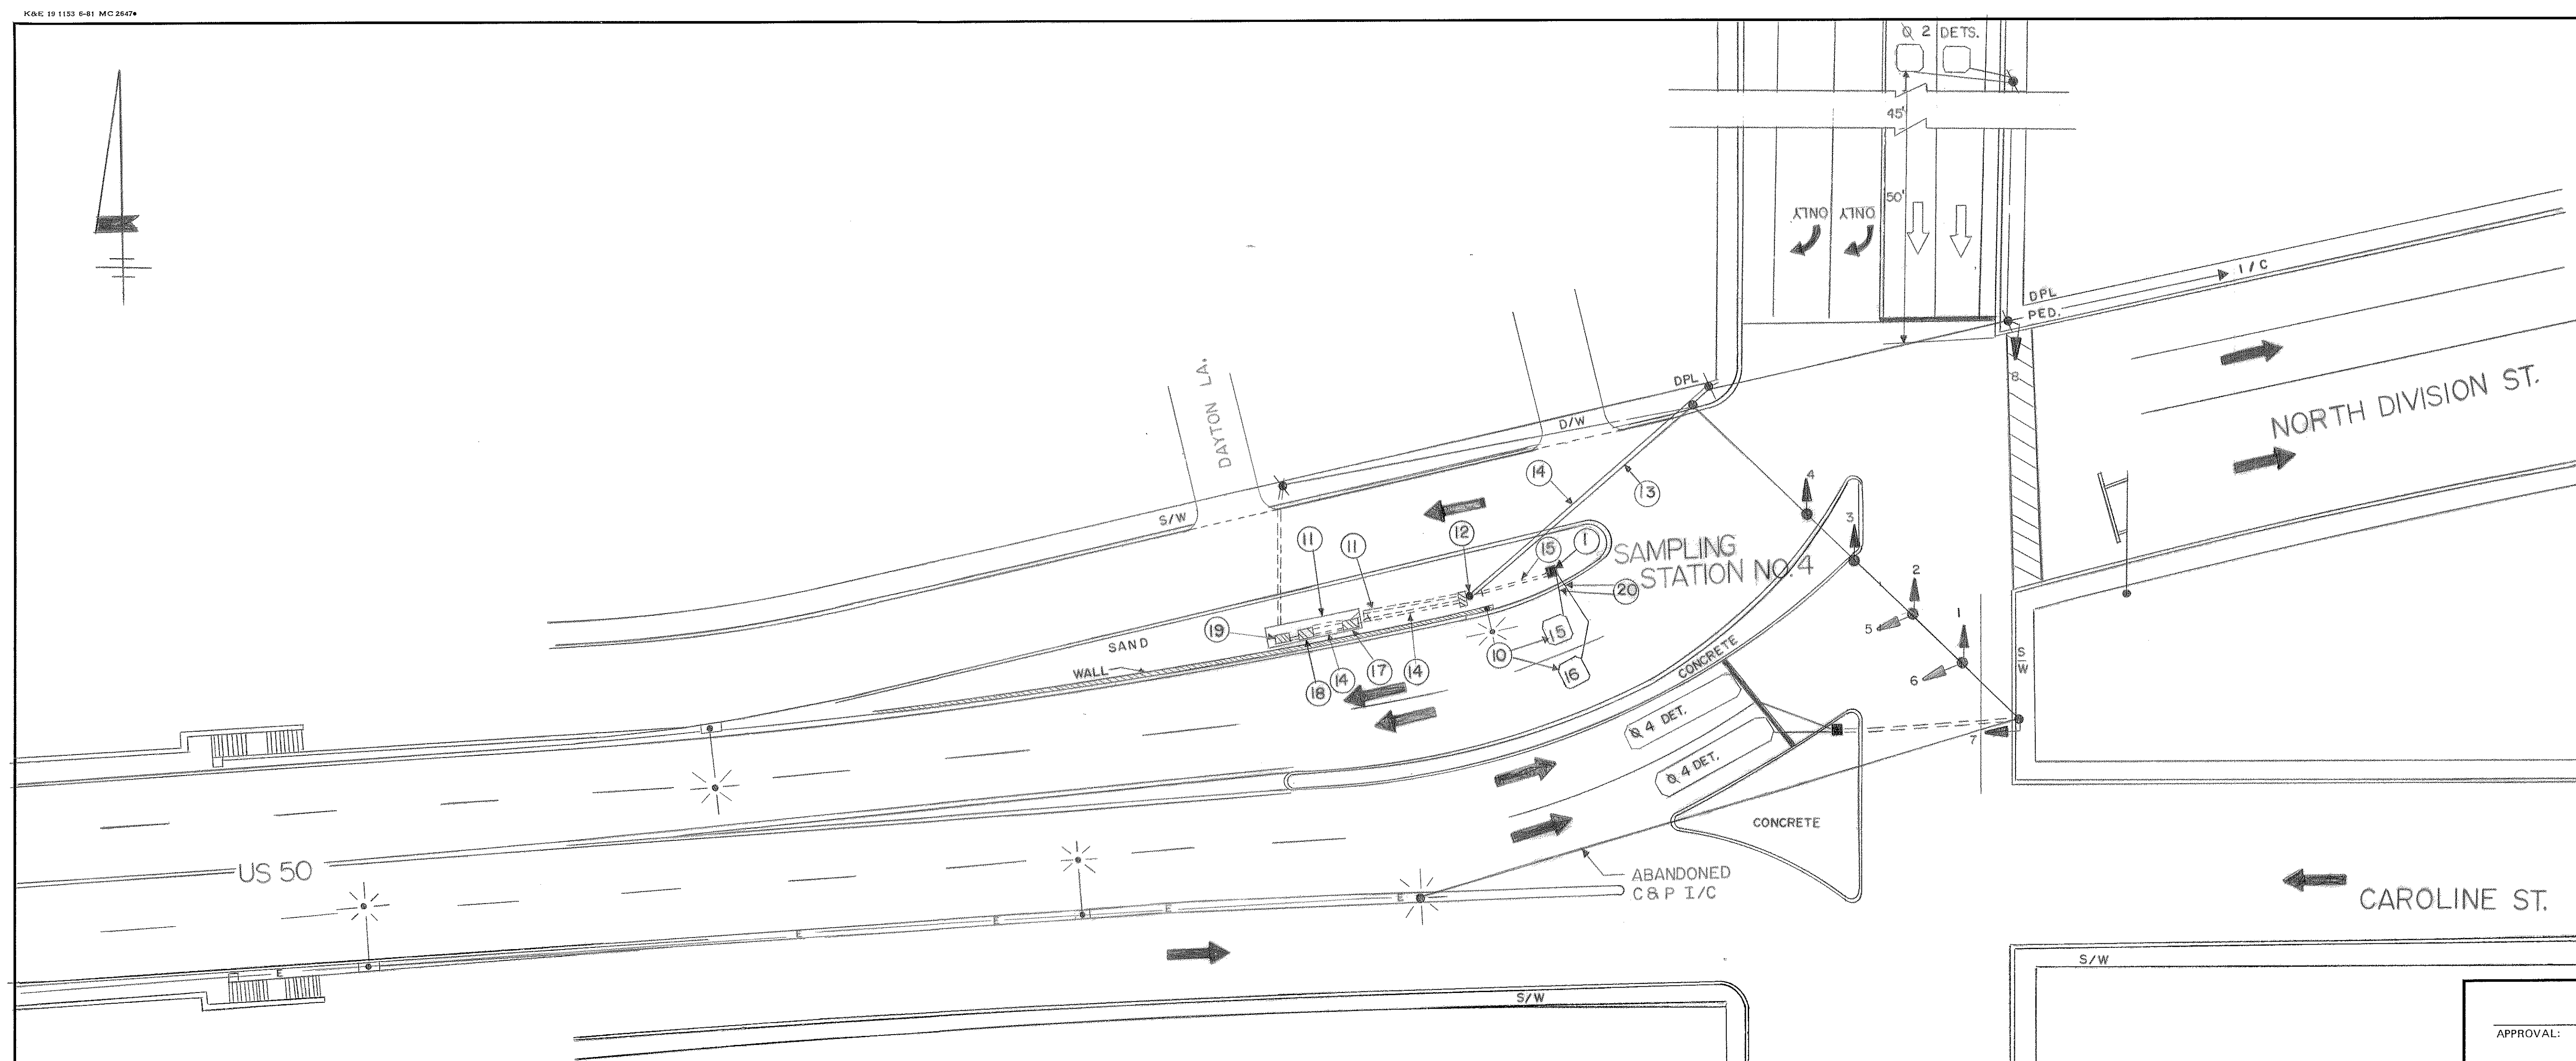 K&E 19 1153 6-81 MC 2647
Ø 2 DETS.
45'
50'
ONLY ONLY
I/C
DPL
PED.
8
NORTH DIVISION ST.
DAYTON LA.
DPL
D/W
S/W
14
13
4
3
2
1
5
6
7
11
11
12
15
1
SAMPLING
STATION NO. 4
20
19
15
10
16
18
14
17
14
SAND
WALL
CONCRETE
S/W
Ø 4 DET.
Ø 4 DET.
CONCRETE
US 50
ABANDONED
C&P I/C
E
E
E
E
E
CAROLINE ST.
S/W
S/W
APPROVAL: